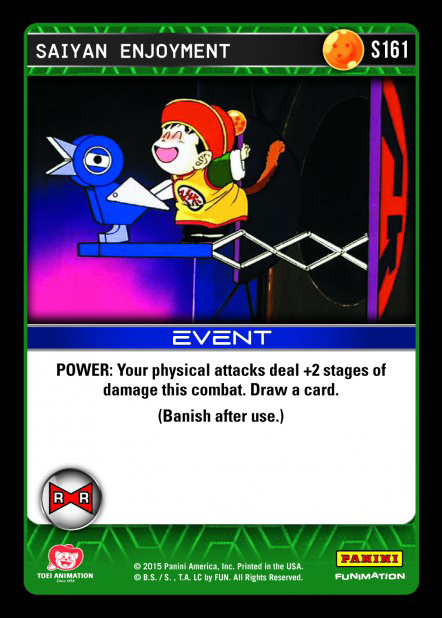 SAIYAN ENJOYMENT
S161
EVENT
POWER: Your physical attacks deal +2 stages of
damage this combat. Draw a card.
(Banish after use.)
R R
TOEI ANIMATION
© 2015 Panini America, Inc. Printed in the USA.
© B.S. / S. , T.A. LC by FUN. All Rights Reserved.
PANINI
FUNIMATION